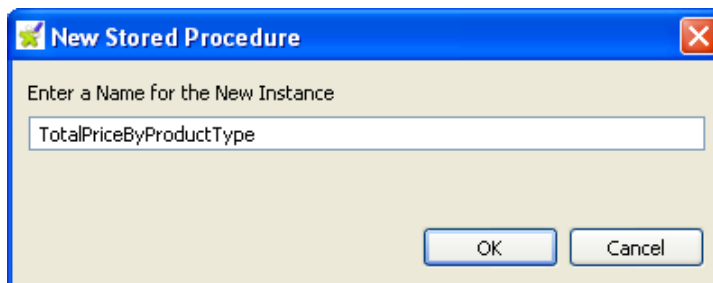 New Stored Procedure
Enter a Name for the New Instance
TotalPriceByProductType
OK
Cancel